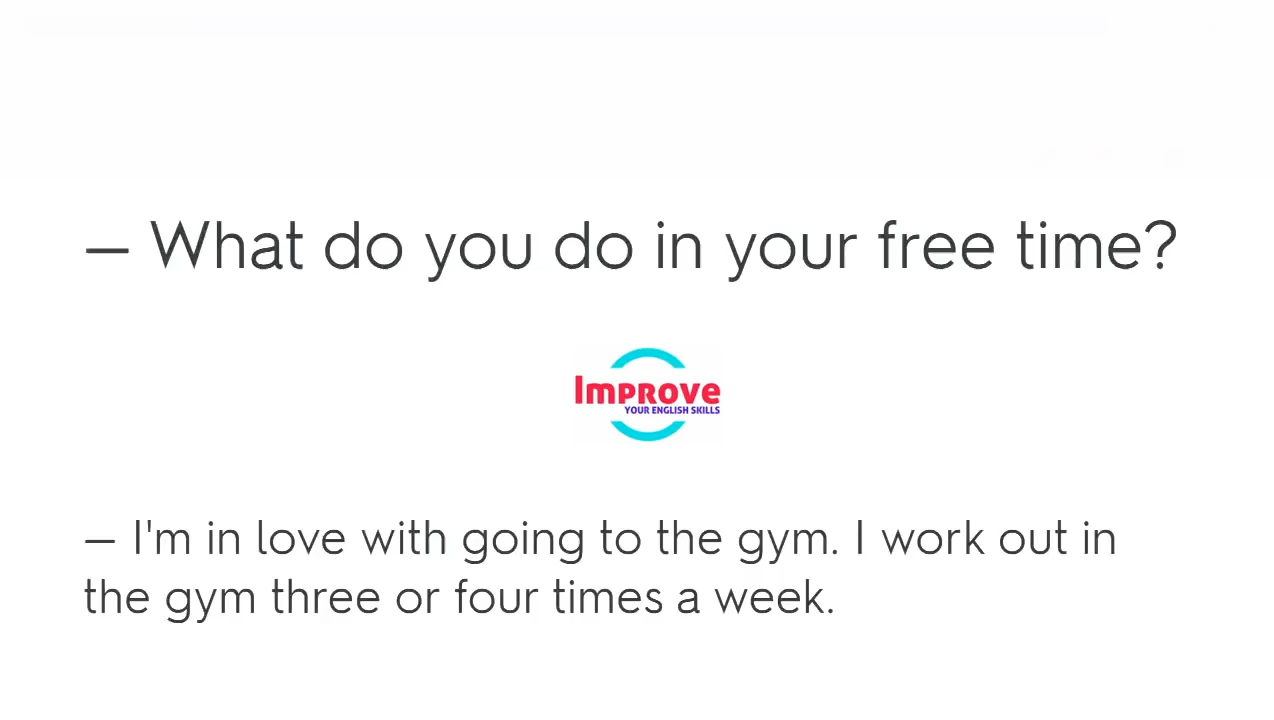 — What do you do in your free time?
Improve
YOUR ENGLISH SKILLS
— I'm in love with going to the gym. I work out in
the gym three or four times a week.